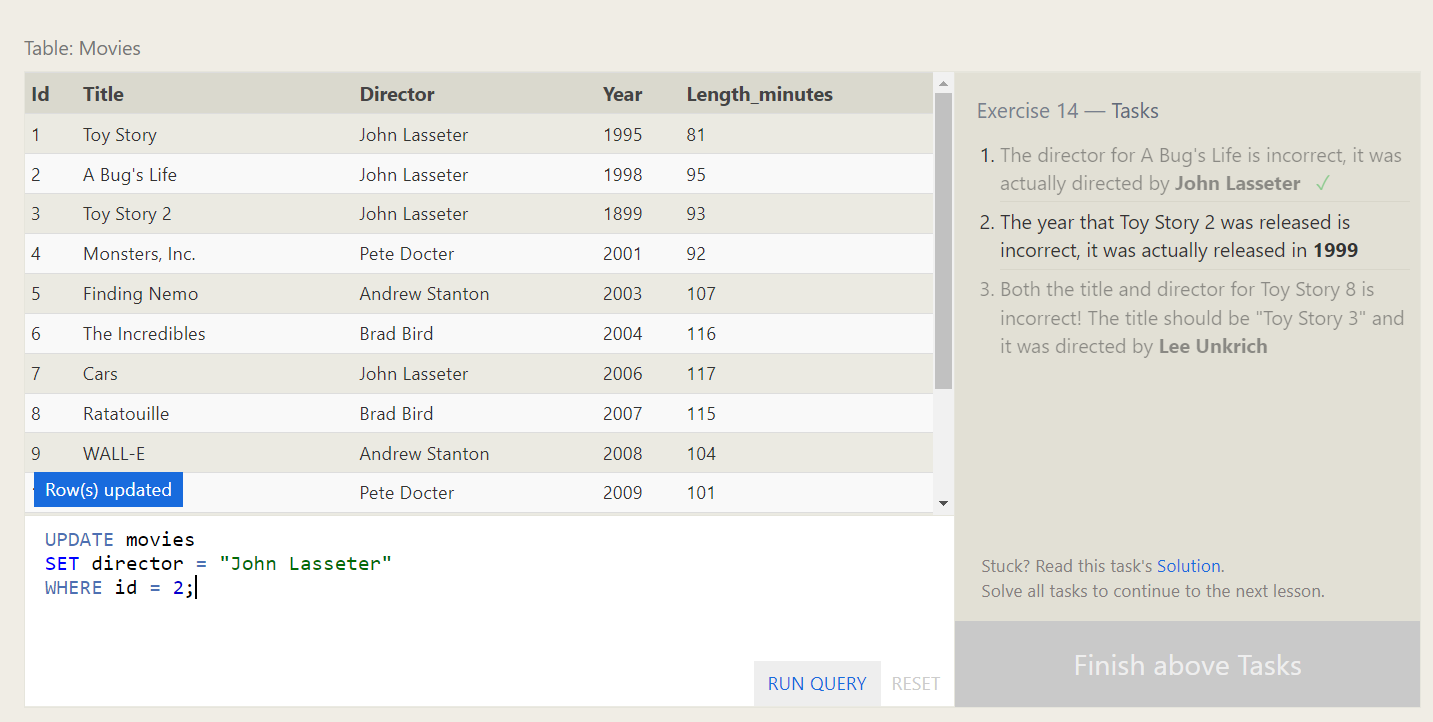 Table: Movies
Id Title Director Year Length_minutes
1 Toy Story John Lasseter 1995 81
2 A Bug's Life John Lasseter 1998 95
3 Toy Story 2 John Lasseter 1899 93
4 Monsters, Inc. Pete Docter 2001 92
5 Finding Nemo Andrew Stanton 2003 107
6 The Incredibles Brad Bird 2004 116
7 Cars John Lasseter 2006 117
8 Ratatouille Brad Bird 2007 115
9 WALL-E Andrew Stanton 2008 104
Pete Docter 2009 101
Row(s) updated
UPDATE movies
SET director = "John Lasseter"
WHERE id = 2;
RUN QUERY RESET
Exercise 14 — Tasks
1. The director for A Bug's Life is incorrect, it was
actually directed by John Lasseter ✓
2. The year that Toy Story 2 was released is
incorrect, it was actually released in 1999
3. Both the title and director for Toy Story 8 is
incorrect! The title should be "Toy Story 3" and
it was directed by Lee Unkrich
Stuck? Read this task's Solution.
Solve all tasks to continue to the next lesson.
Finish above Tasks